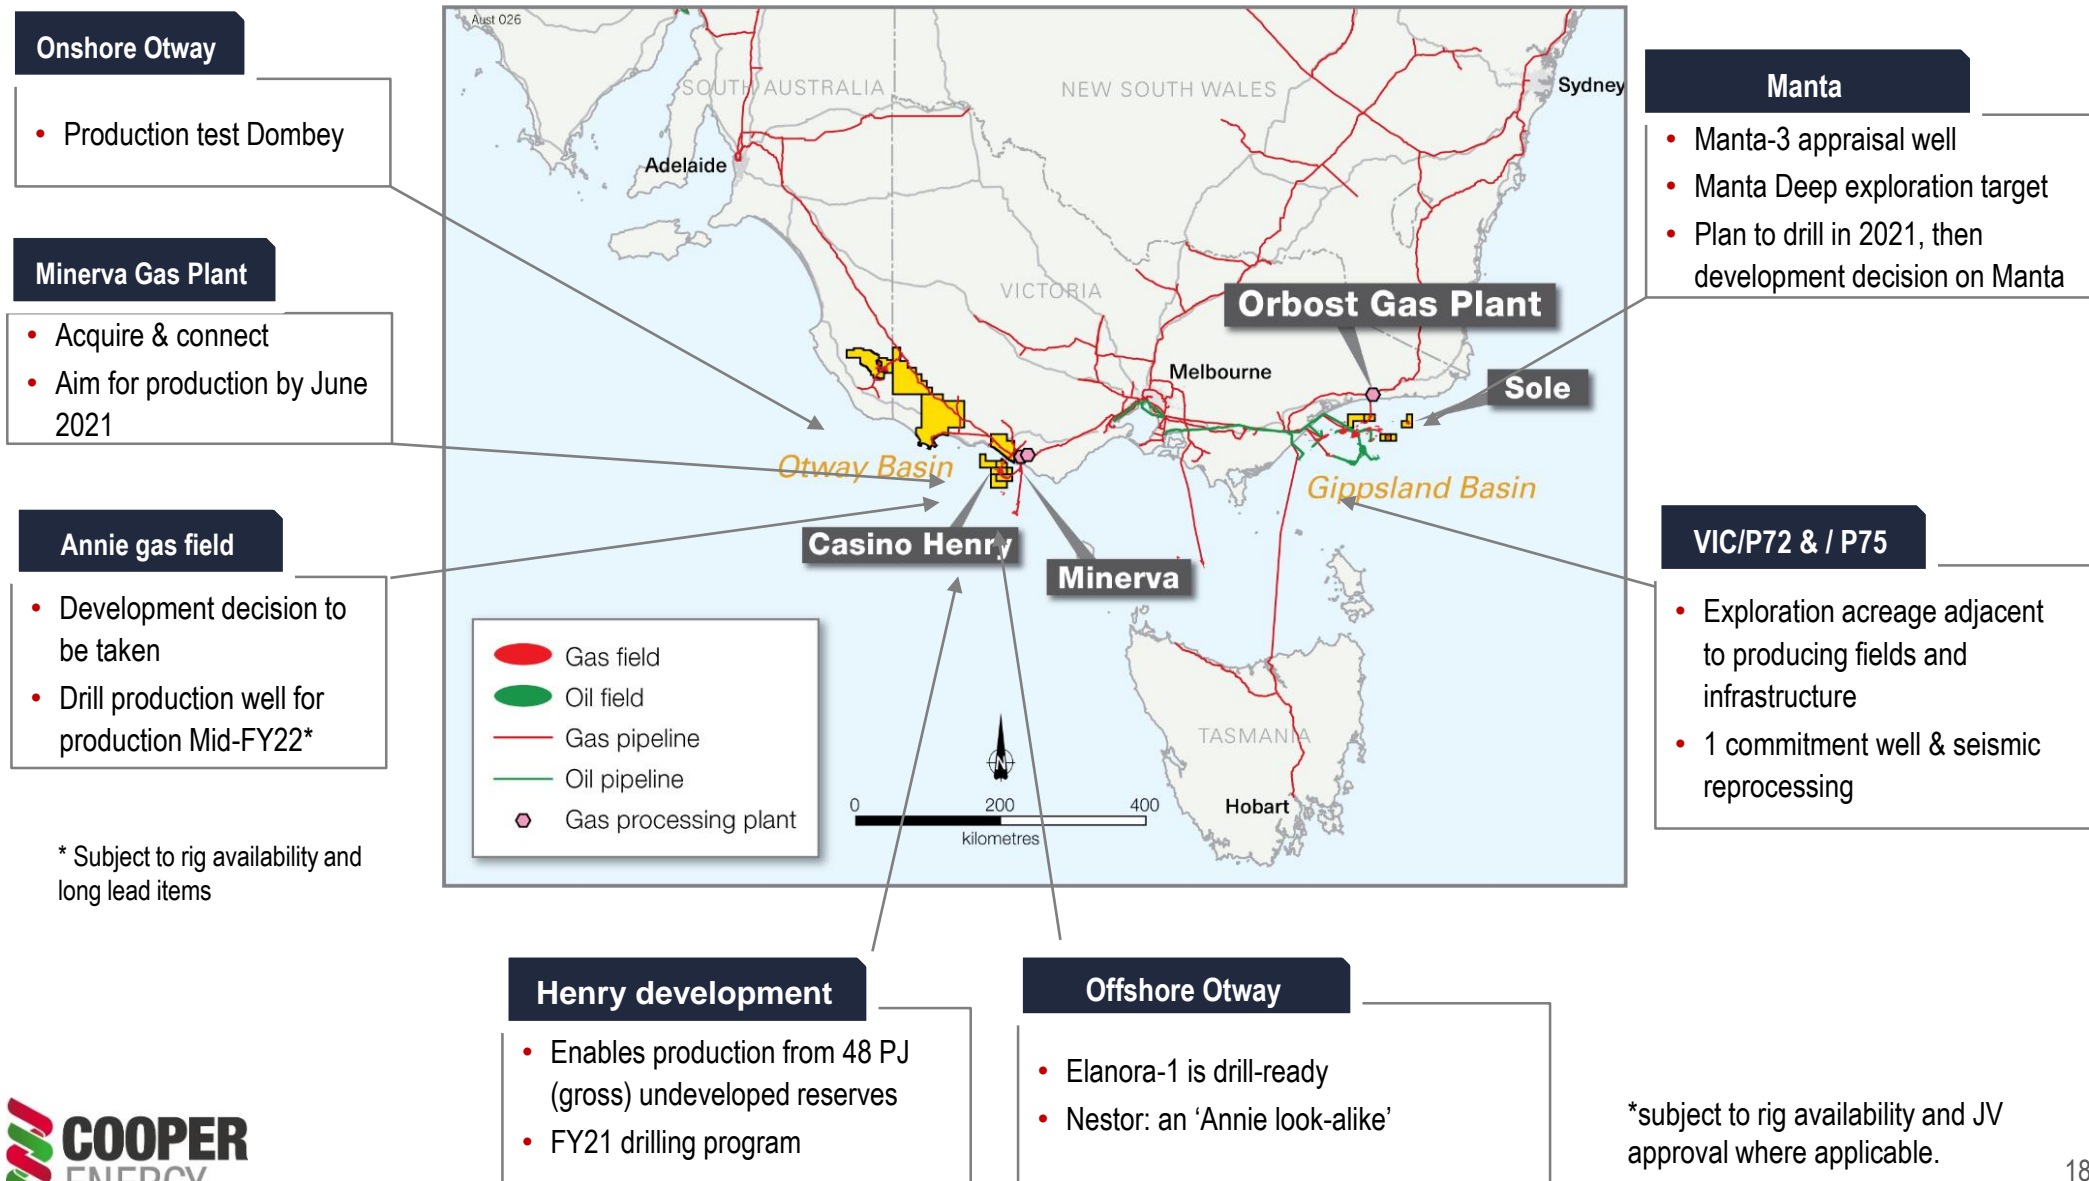 Onshore Otway
• Production test Dombey
Minerva Gas Plant
• Acquire & connect
• Aim for production by June
2021
Annie gas field
• Development decision to
be taken
• Drill production well for
production Mid-FY22*
* Subject to rig availability and
long lead items
Aust 026
SOUTH AUSTRALIA
NEW SOUTH WALES
Sydney
Adelaide
VICTORIA
Orbost Gas Plant
Melbourne
Sole
Otway Basin
Gippsland Basin
Casino Henry
Minerva
Gas field
Oil field
Gas pipeline
Oil pipeline
Gas processing plant
N
0 200 400
kilometres
TASMANIA
Hobart
Manta
• Manta-3 appraisal well
• Manta Deep exploration target
• Plan to drill in 2021, then
development decision on Manta
VIC/P72 & / P75
• Exploration acreage adjacent
to producing fields and
infrastructure
• 1 commitment well & seismic
reprocessing
Henry development
• Enables production from 48 PJ
(gross) undeveloped reserves
• FY21 drilling program
Offshore Otway
• Elanora-1 is drill-ready
• Nestor: an ‘Annie look-alike’
*subject to rig availability and JV
approval where applicable.
COOPER
ENERGY
18